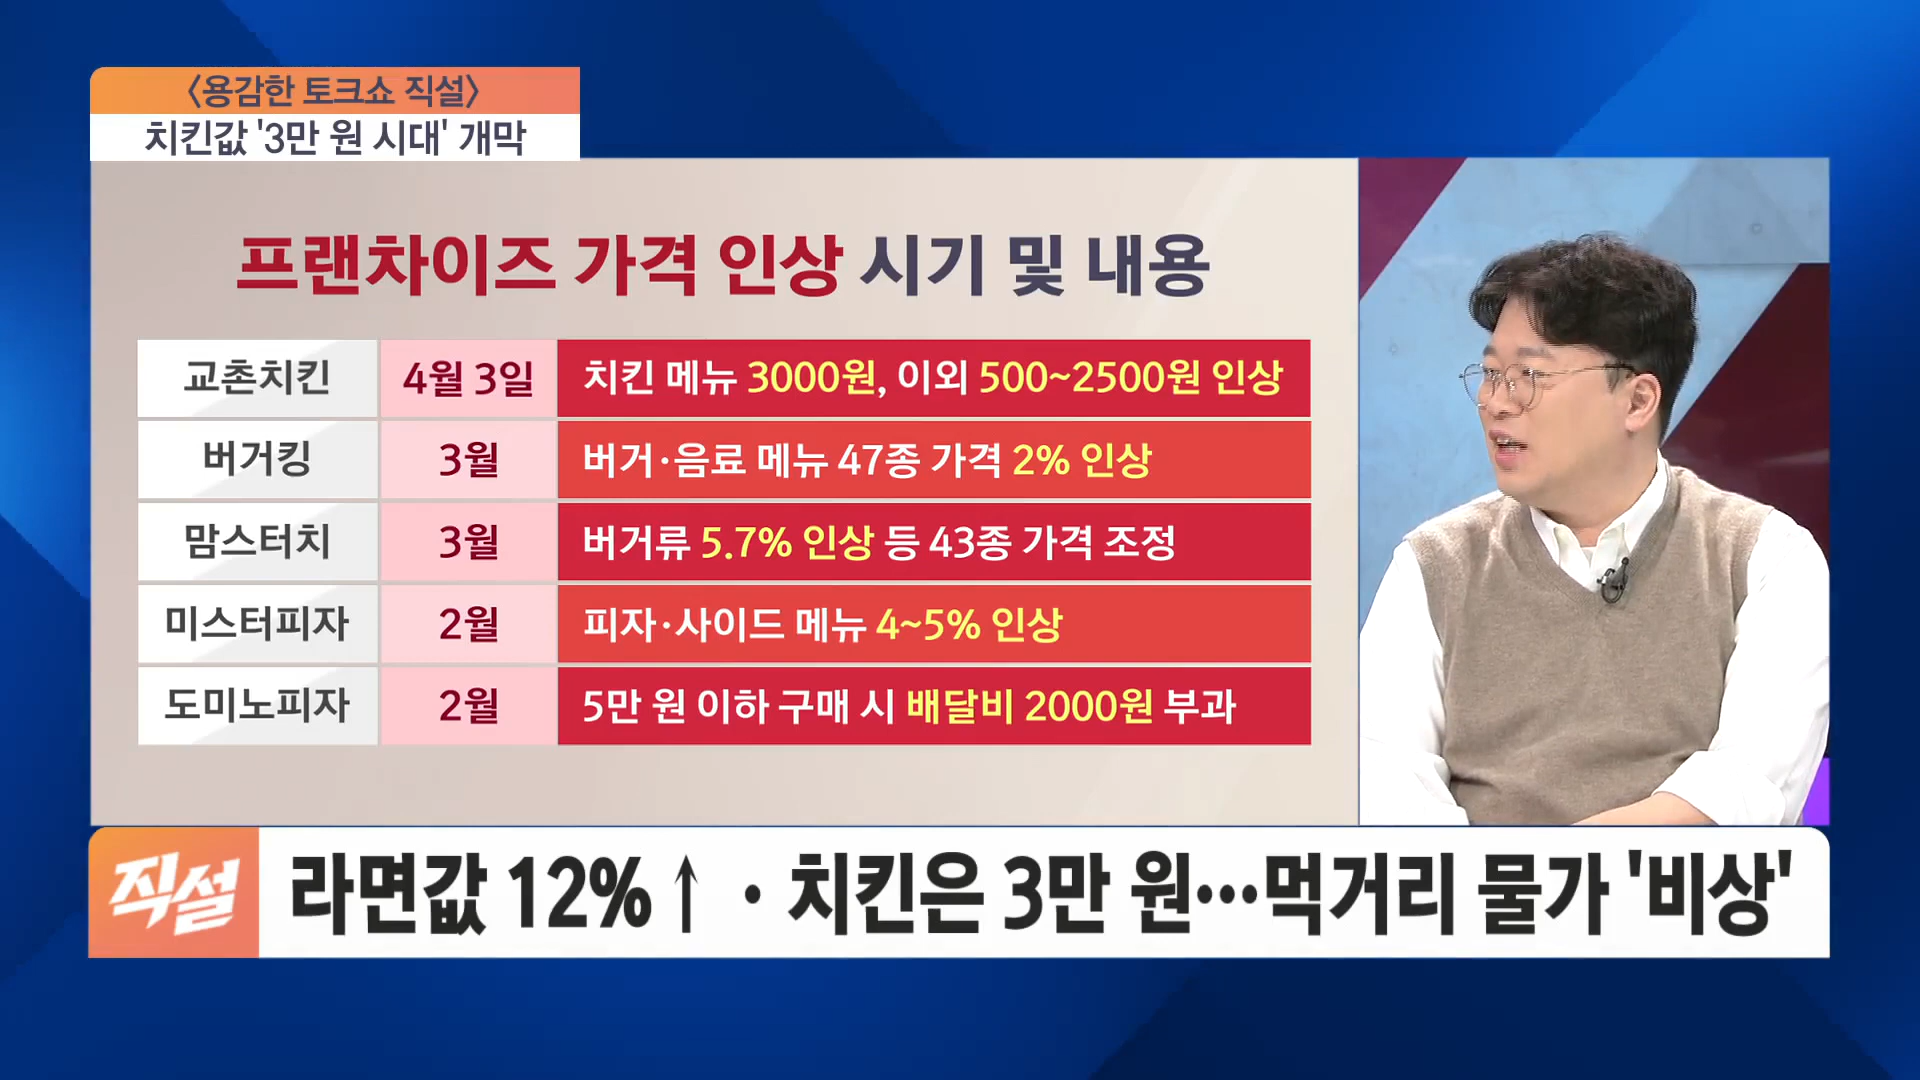 〈용감한 토크쇼 직설〉
치킨값 '3만 원 시대' 개막
프랜차이즈 가격 인상 시기 및 내용
교촌치킨 4월 3일 치킨 메뉴 3000원, 이외 500~2500원 인상
버거킹 3월 버거·음료 메뉴 47종 가격 2% 인상
맘스터치 3월 버거류 5.7% 인상 등 43종 가격 조정
미스터피자 2월 피자·사이드 메뉴 4~5% 인상
도미노피자 2월 5만 원 이하 구매 시 배달비 2000원 부과
직설 라면값 12%↑ · 치킨은 3만 원…먹거리 물가 '비상'